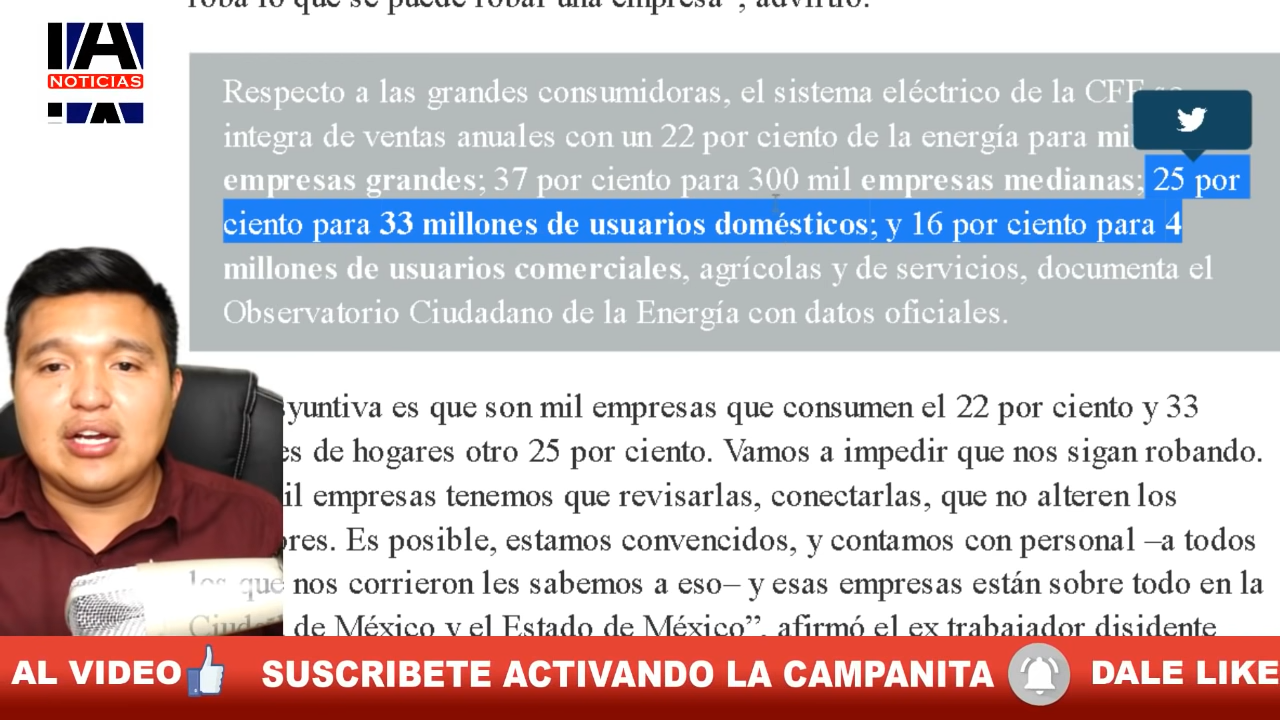 roba lo que se puede robar una empresa”, advirtió.
IA
NOTICIAS
Respecto a las grandes consumidoras, el sistema eléctrico de la CFE se
integra de ventas anuales con un 22 por ciento de la energía para mil
empresas grandes; 37 por ciento para 300 mil empresas medianas; 25 por
ciento para 33 millones de usuarios domésticos; y 16 por ciento para 4
millones de usuarios comerciales, agrícolas y de servicios, documenta el
Observatorio Ciudadano de la Energía con datos oficiales.
syuntiva es que son mil empresas que consumen el 22 por ciento y 33
es de hogares otro 25 por ciento. Vamos a impedir que nos sigan robando.
il empresas tenemos que revisarlas, conectarlas, que no alteren los
ores. Es posible, estamos convencidos, y contamos con personal –a todos
los que nos corrieron les sabemos a eso– y esas empresas están sobre todo en la
Ciudad de México y el Estado de México”, afirmó el ex trabajador disidente
AL VIDEO SUSCRIBETE ACTIVANDO LA CAMPANITA DALE LIKE